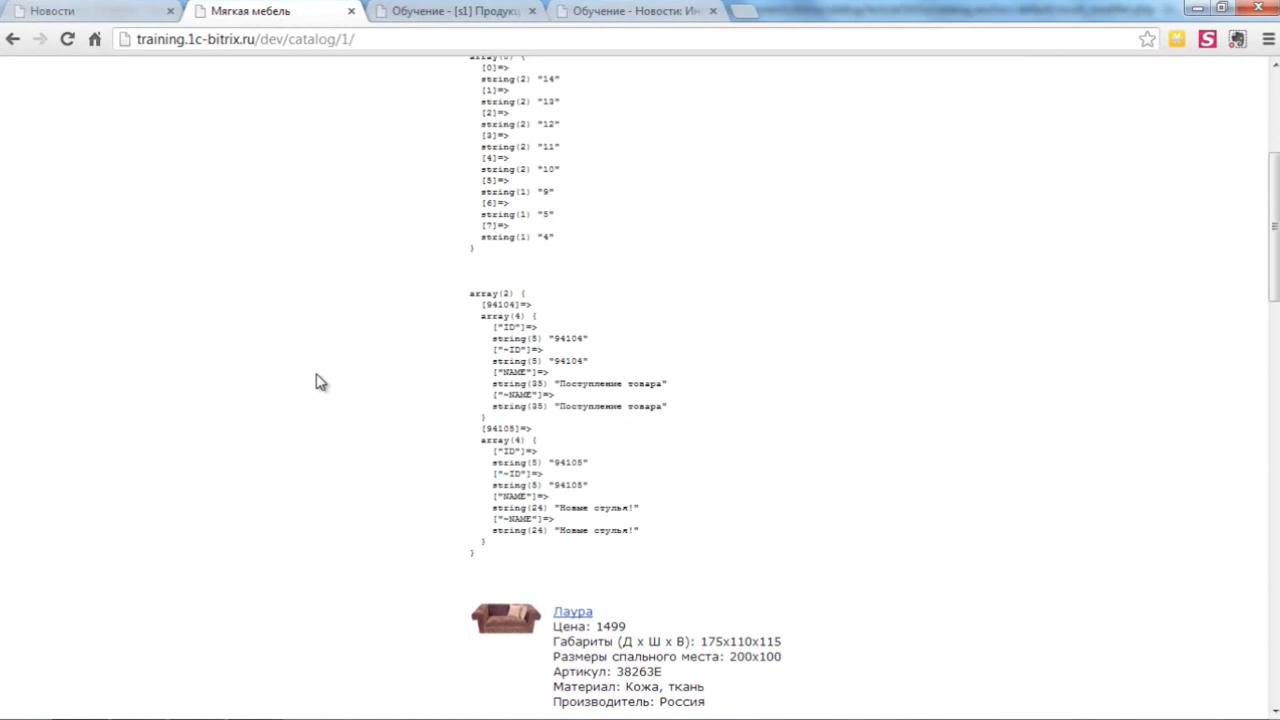 Новости
Мягкая мебель
Обучение - [s1] Продукц
Обучение - Новости: Ин
training.1c-bitrix.ru/dev/catalog/1/
[0]=>
string(2) "14"
[1]=>
string(2) "13"
[2]=>
string(2) "12"
[3]=>
string(2) "11"
[4]=>
string(2) "10"
[5]=>
string(1) "9"
[6]=>
string(1) "5"
[7]=>
string(1) "4"
}
array(2) {
[94104]=>
array(4) {
["ID"]=>
string(5) "94104"
["~ID"]=>
string(5) "94104"
["NAME"]=>
string(35) "Поступление товара"
["~NAME"]=>
string(35) "Поступление товара"
}
[94105]=>
array(4) {
["ID"]=>
string(5) "94105"
["~ID"]=>
string(5) "94105"
["NAME"]=>
string(24) "Новые стулья!"
["~NAME"]=>
string(24) "Новые стулья!"
}
}
Лаура
Цена: 1499
Габариты (Д x Ш x В): 175x110x115
Размеры спального места: 200x100
Артикул: 38263E
Материал: Кожа, ткань
Производитель: Россия